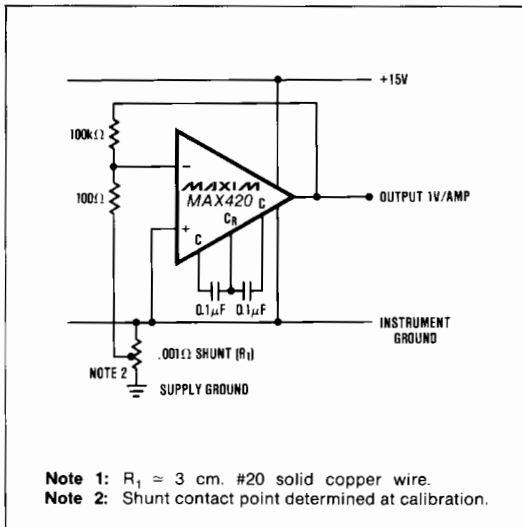 +15V
100kΩ
100Ω
−
MAXIM
MAX420
+
C
CR
C
OUTPUT 1V/AMP
0.1μF
0.1μF
INSTRUMENT
GROUND
.001Ω SHUNT (R1)
NOTE 2
SUPPLY GROUND
Note 1: R1 ≃ 3 cm. #20 solid copper wire.
Note 2: Shunt contact point determined at calibration.